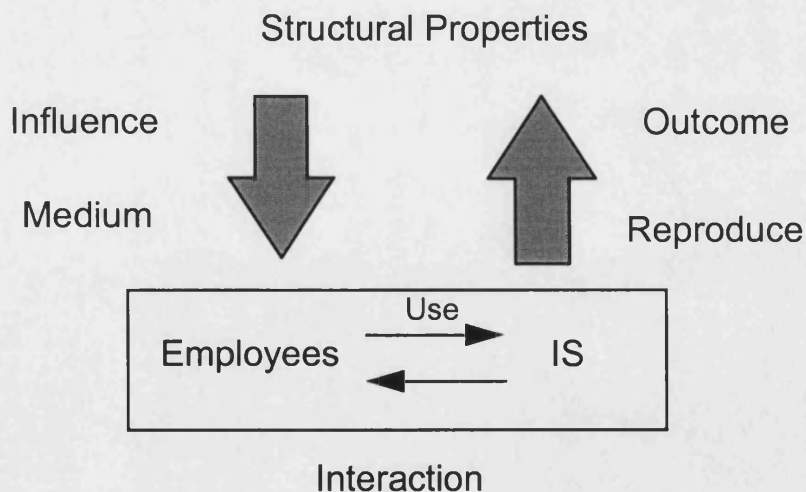 Structural Properties
Influence
Outcome
Medium
Reproduce
Use
Employees
IS
Interaction